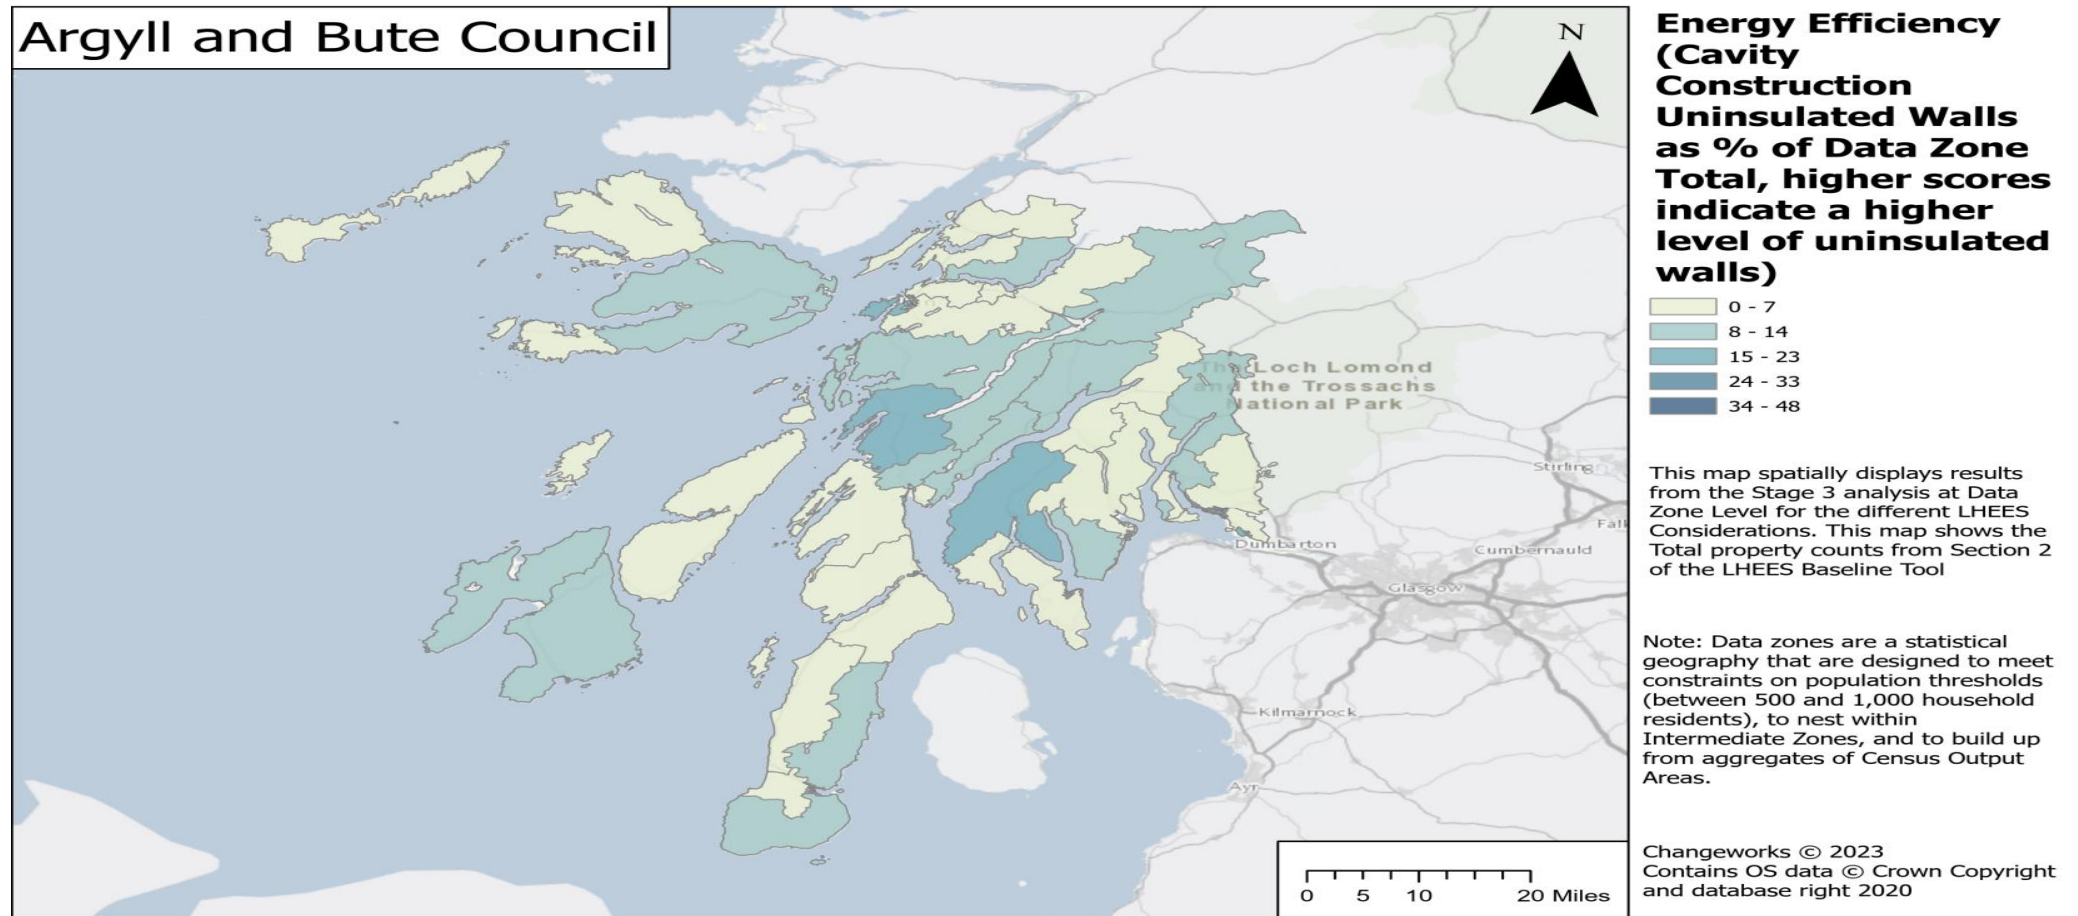 Argyll and Bute Council
N
Energy Efficiency
(Cavity
Construction
Uninsulated Walls
as % of Data Zone
Total, higher scores
indicate a higher
level of uninsulated
walls)
0 - 7
8 - 14
15 - 23
24 - 33
34 - 48
This map spatially displays results
from the Stage 3 analysis at Data
Zone Level for the different LHEES
Considerations. This map shows the
Total property counts from Section 2
of the LHEES Baseline Tool
Note: Data zones are a statistical
geography that are designed to meet
constraints on population thresholds
(between 500 and 1,000 household
residents), to nest within
Intermediate Zones, and to build up
from aggregates of Census Output
Areas.
Changeworks © 2023
Contains OS data © Crown Copyright
and database right 2020
Loch Lomond
and the Trossachs
National Park
Stirling
Dumbarton
Cumbernauld
Glasgow
Kilmarnock
Ayr
0 5 10 20 Miles